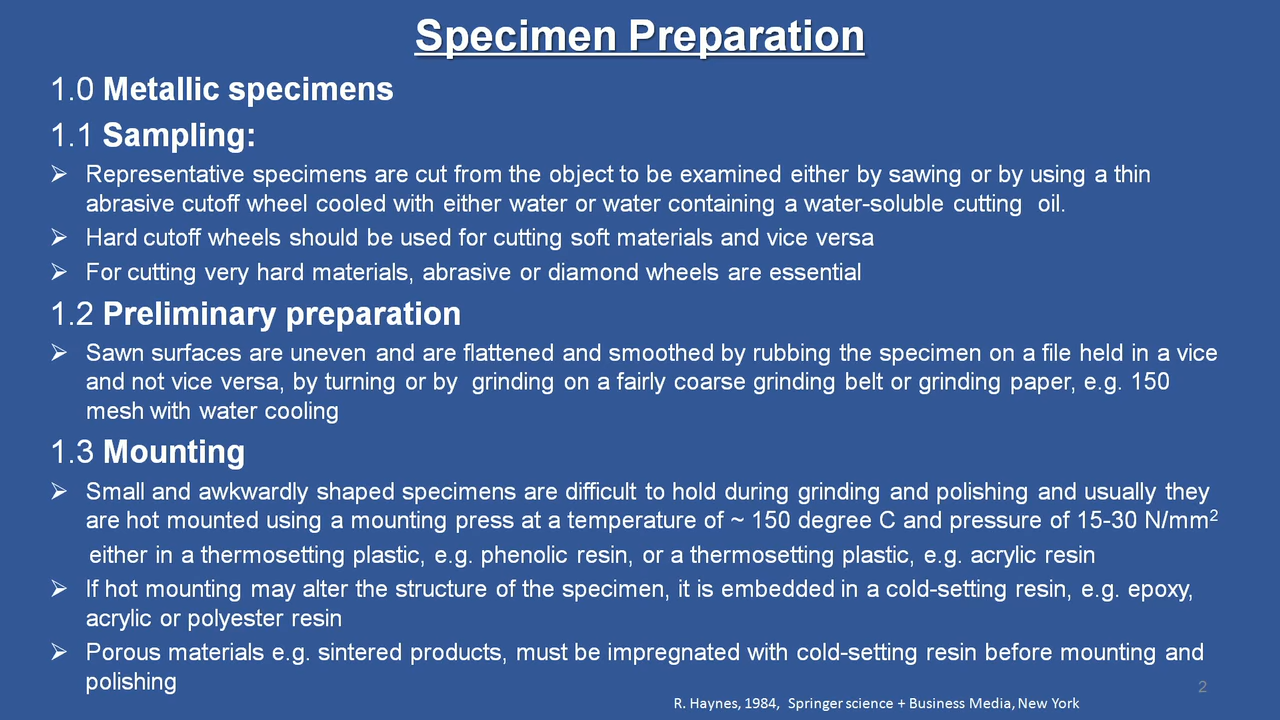 Specimen Preparation
1.0 Metallic specimens
1.1 Sampling:
➢ Representative specimens are cut from the object to be examined either by sawing or by using a thin
abrasive cutoff wheel cooled with either water or water containing a water-soluble cutting oil.
➢ Hard cutoff wheels should be used for cutting soft materials and vice versa
➢ For cutting very hard materials, abrasive or diamond wheels are essential
1.2 Preliminary preparation
➢ Sawn surfaces are uneven and are flattened and smoothed by rubbing the specimen on a file held in a vice
and not vice versa, by turning or by grinding on a fairly coarse grinding belt or grinding paper, e.g. 150
mesh with water cooling
1.3 Mounting
➢ Small and awkwardly shaped specimens are difficult to hold during grinding and polishing and usually they
are hot mounted using a mounting press at a temperature of ~ 150 degree C and pressure of 15-30 N/mm²
either in a thermosetting plastic, e.g. phenolic resin, or a thermosetting plastic, e.g. acrylic resin
➢ If hot mounting may alter the structure of the specimen, it is embedded in a cold-setting resin, e.g. epoxy,
acrylic or polyester resin
➢ Porous materials e.g. sintered products, must be impregnated with cold-setting resin before mounting and
polishing
2
R. Haynes, 1984, Springer science + Business Media, New York